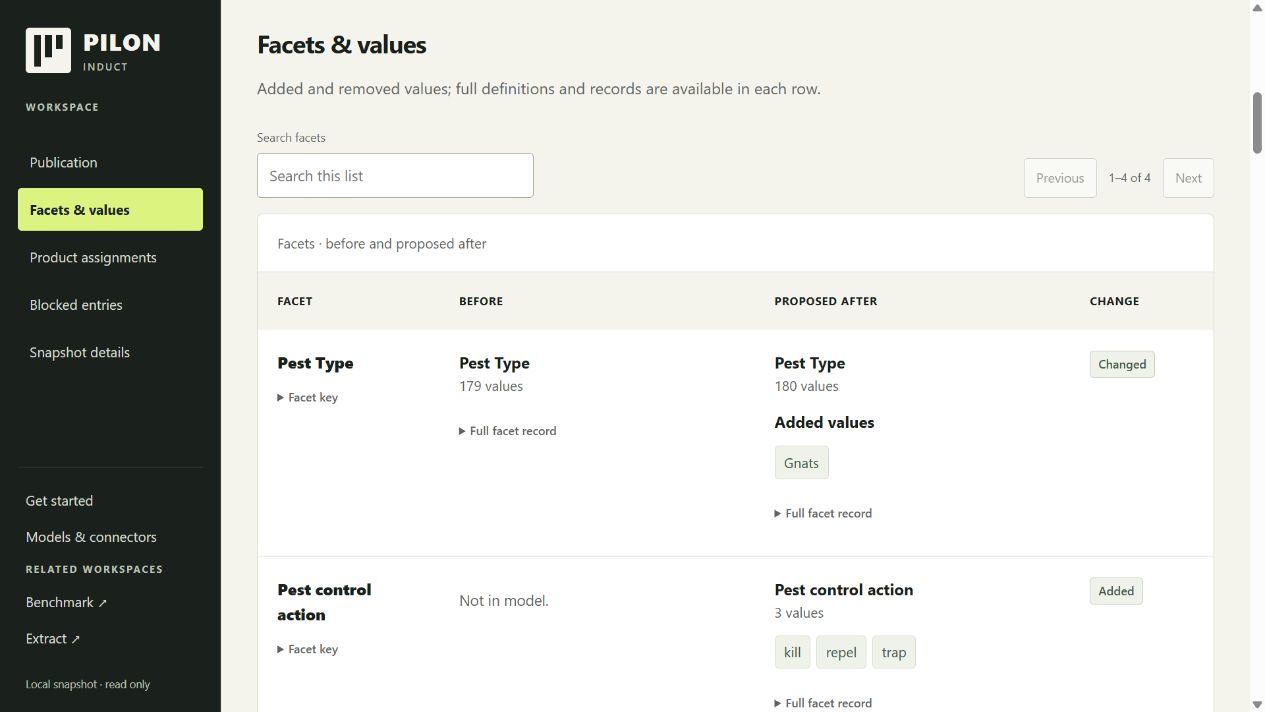 PILON
INDUCT
WORKSPACE
Publication
Facets & values
Product assignments
Blocked entries
Snapshot details
Get started
Models & connectors
RELATED WORKSPACES
Benchmark ↗
Extract ↗
Local snapshot · read only
Facets & values
Added and removed values; full definitions and records are available in each row.
Search facets
Search this list
Previous 1–4 of 4 Next
Facets · before and proposed after
FACET BEFORE PROPOSED AFTER CHANGE
Pest Type Pest Type Pest Type Changed
179 values 180 values
▶ Facet key
Added values
▶ Full facet record
Gnats
▶ Full facet record
Pest control action Not in model. Pest control action Added
3 values
kill repel trap
▶ Facet key
▶ Full facet record